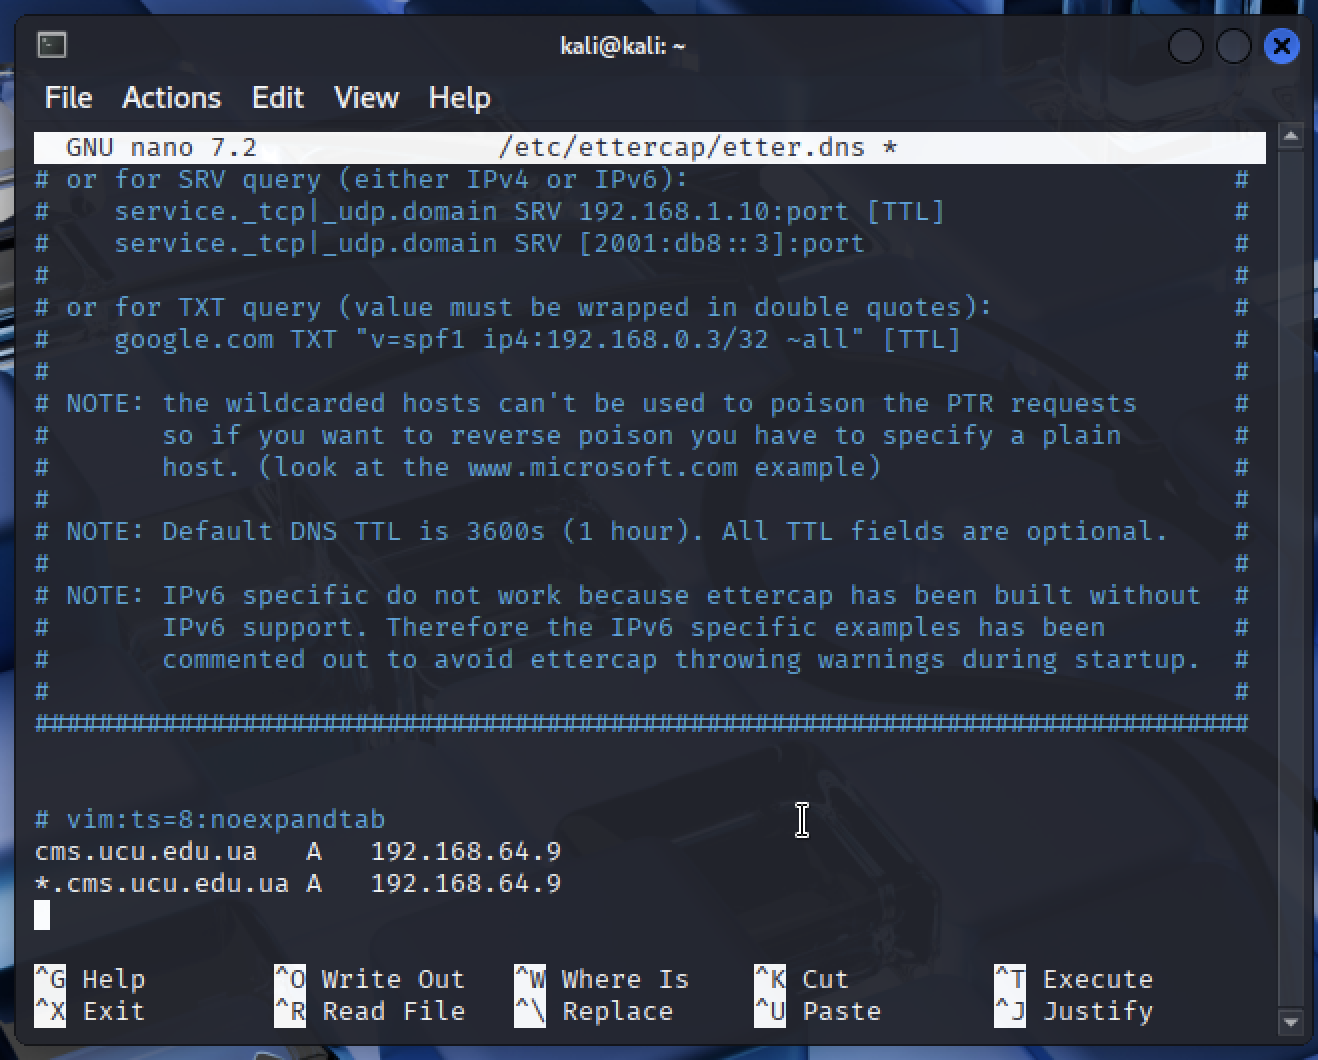 kali@kali: ~
File Actions Edit View Help
GNU nano 7.2 /etc/ettercap/etter.dns *
# or for SRV query (either IPv4 or IPv6): #
# service._tcp|_udp.domain SRV 192.168.1.10:port [TTL] #
# service._tcp|_udp.domain SRV [2001:db8::3]:port #
# #
# or for TXT query (value must be wrapped in double quotes): #
# google.com TXT "v=spf1 ip4:192.168.0.3/32 ~all" [TTL] #
# #
# NOTE: the wildcarded hosts can't be used to poison the PTR requests #
# so if you want to reverse poison you have to specify a plain #
# host. (look at the www.microsoft.com example) #
# #
# NOTE: Default DNS TTL is 3600s (1 hour). All TTL fields are optional. #
# #
# NOTE: IPv6 specific do not work because ettercap has been built without #
# IPv6 support. Therefore the IPv6 specific examples has been #
# commented out to avoid ettercap throwing warnings during startup. #
# #
############################################################################
# vim:ts=8:noexpandtab
cms.ucu.edu.ua A 192.168.64.9
*.cms.ucu.edu.ua A 192.168.64.9
^G Help ^O Write Out ^W Where Is ^K Cut ^T Execute
^X Exit ^R Read File ^\ Replace ^U Paste ^J Justify